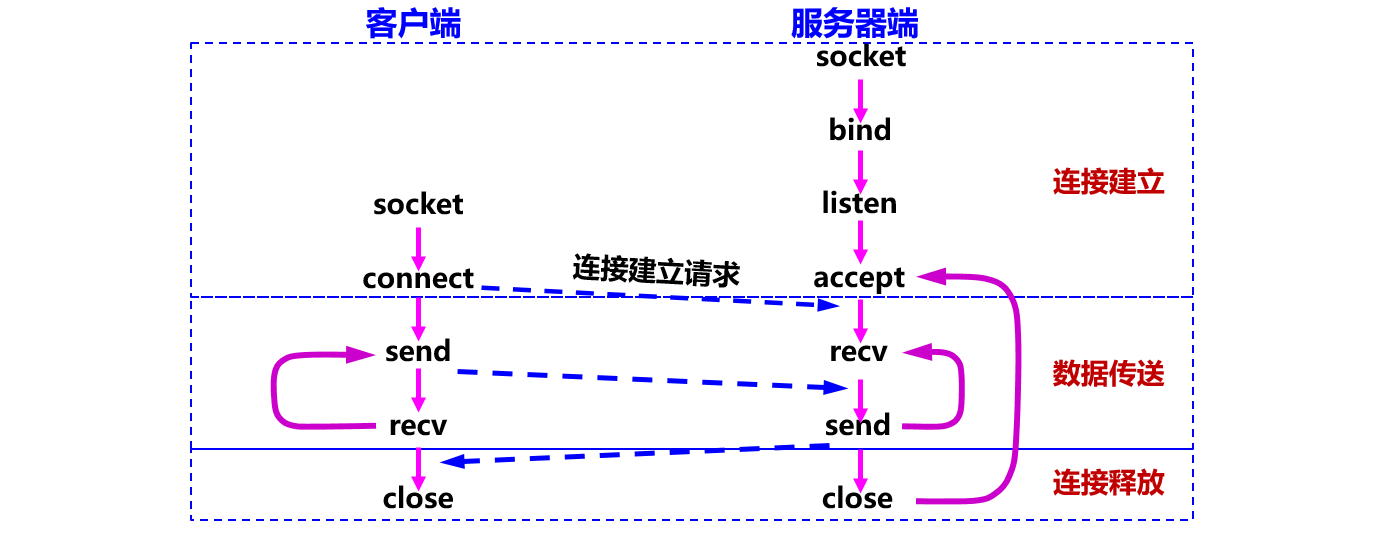 客户端
服务器端
socket
bind
连接建立
socket
listen
连接建立请求
connect
accept
send
recv
数据传送
recv
send
close
close
连接释放